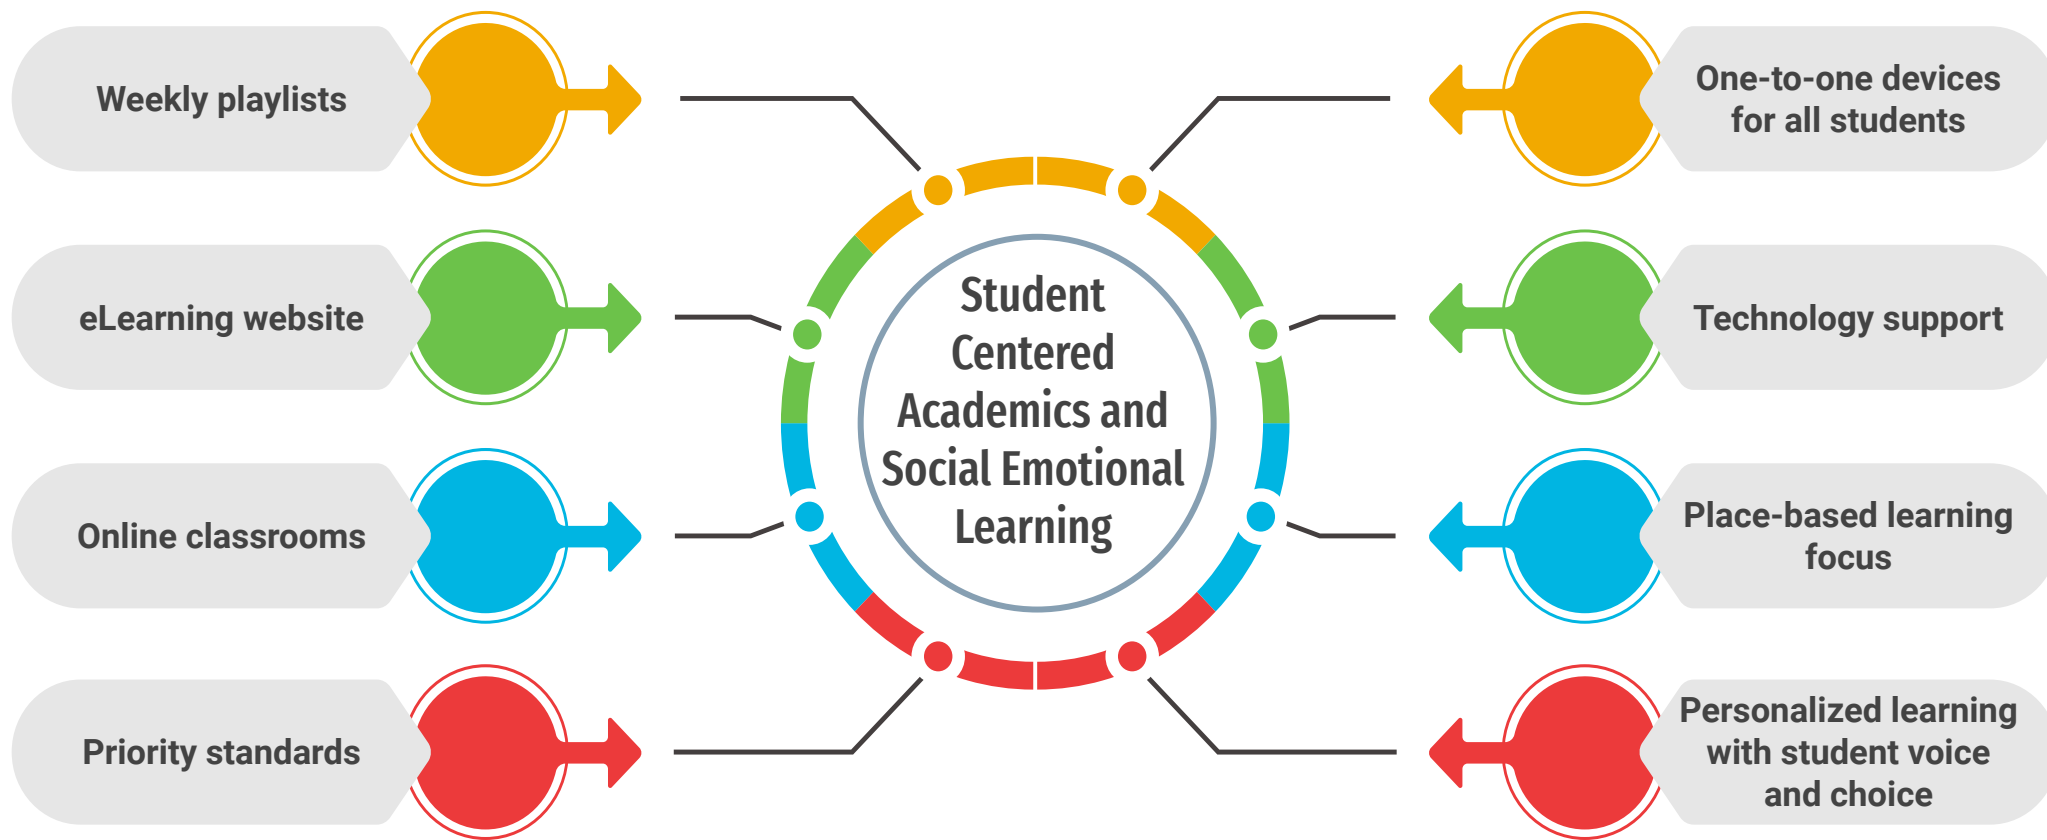 Weekly playlists
eLearning website
Online classrooms
Priority standards
Student
Centered
Academics and
Social Emotional
Learning
One-to-one devices
for all students
Technology support
Place-based learning
focus
Personalized learning
with student voice
and choice